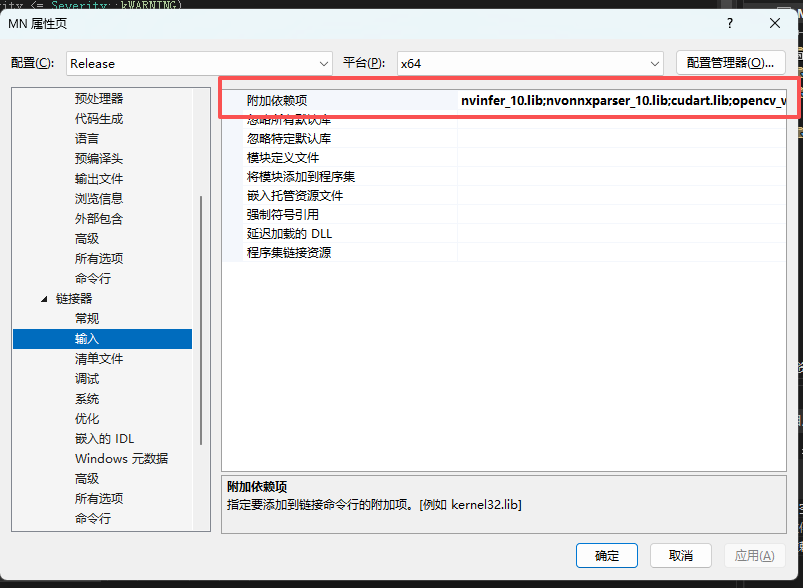 Severity::kWARNING)
MN 属性页
配置(C):
Release
平台(P):
x64
配置管理器(O)...
预处理器
代码生成
语言
预编译头
输出文件
浏览信息
外部包含
高级
所有选项
命令行
链接器
常规
输入
清单文件
调试
系统
优化
嵌入的 IDL
Windows 元数据
高级
所有选项
命令行
附加依赖项 nvinfer_10.lib;nvonnxparser_10.lib;cudart.lib;opencv_w
忽略所有默认库
忽略特定默认库
模块定义文件
将模块添加到程序集
嵌入托管资源文件
强制符号引用
延迟加载的 DLL
程序集链接资源
附加依赖项
指定要添加到链接命令行的附加项。[例如 kernel32.lib]
确定
取消
应用(A)